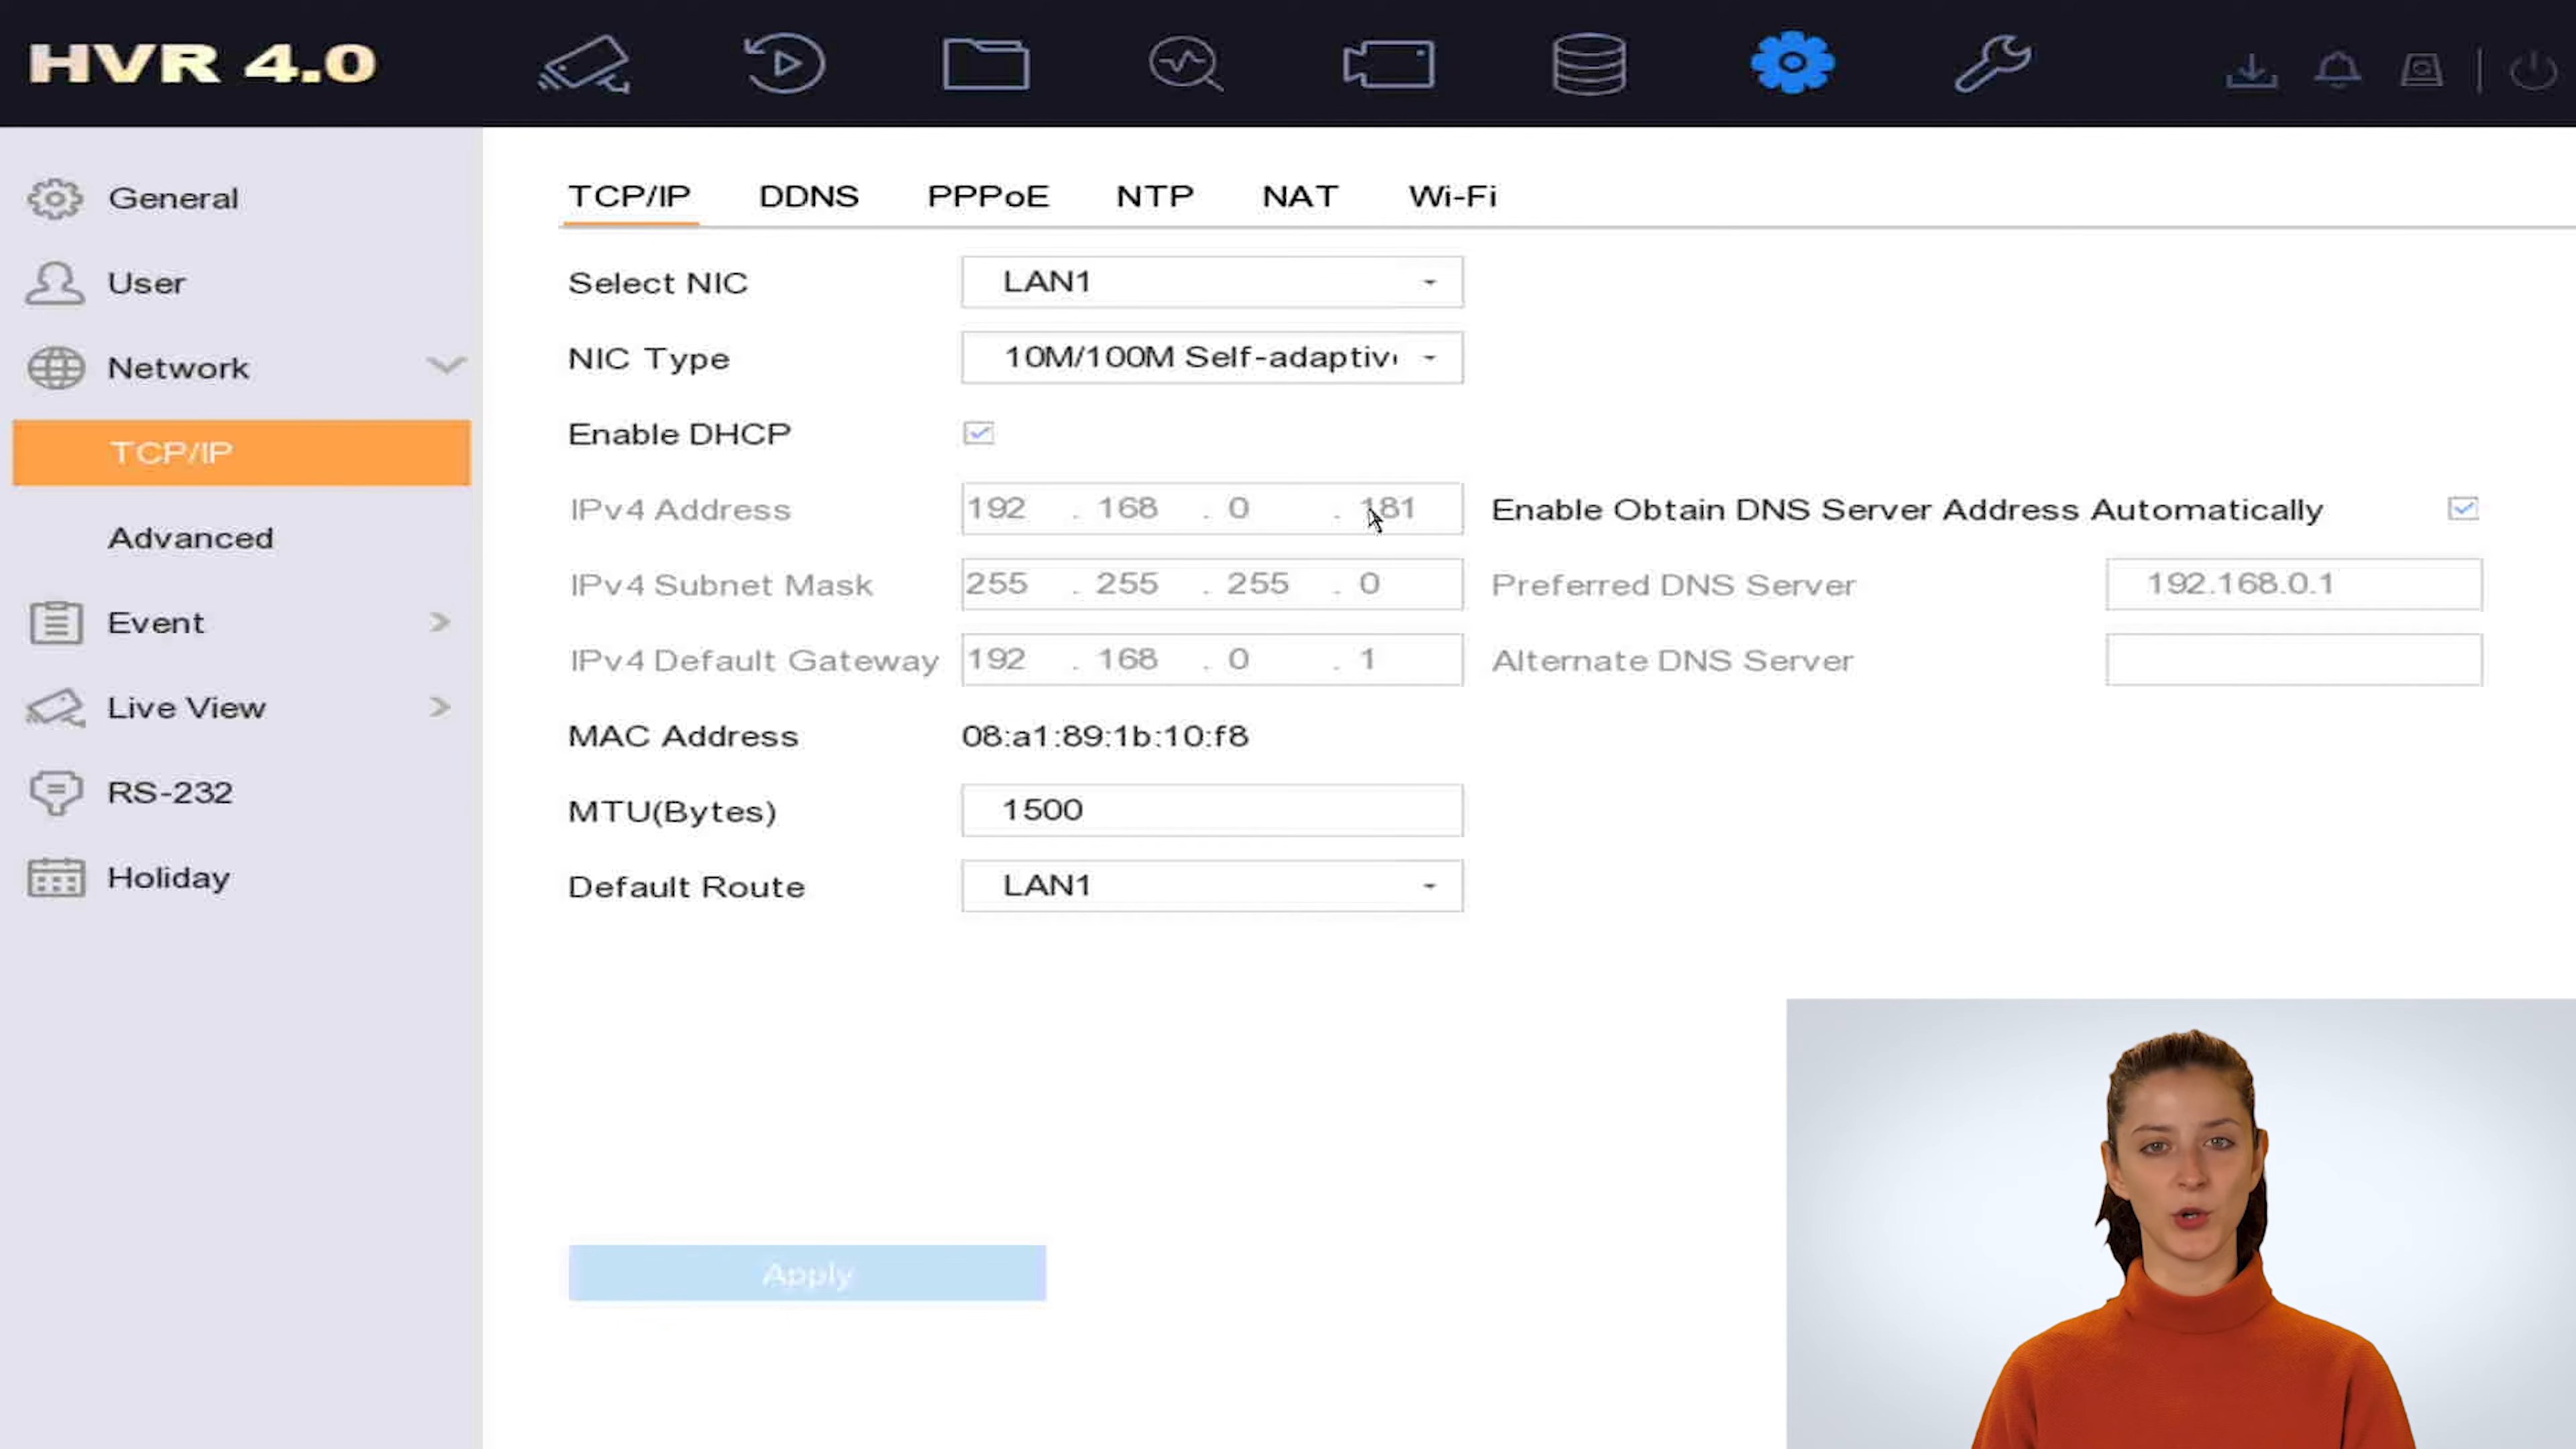 HVR 4.0
General
User
Network
TCP/IP
Advanced
Event
Live View
RS-232
Holiday
TCP/IP DDNS PPPoE NTP NAT Wi-Fi
Select NIC LAN1
NIC Type 10M/100M Self-adaptive
Enable DHCP
IPv4 Address 192 . 168 . 0 . 181 Enable Obtain DNS Server Address Automatically
IPv4 Subnet Mask 255 . 255 . 255 . 0 Preferred DNS Server 192.168.0.1
IPv4 Default Gateway 192 . 168 . 0 . 1 Alternate DNS Server
MAC Address 08:a1:89:1b:10:f8
MTU(Bytes) 1500
Default Route LAN1
Apply